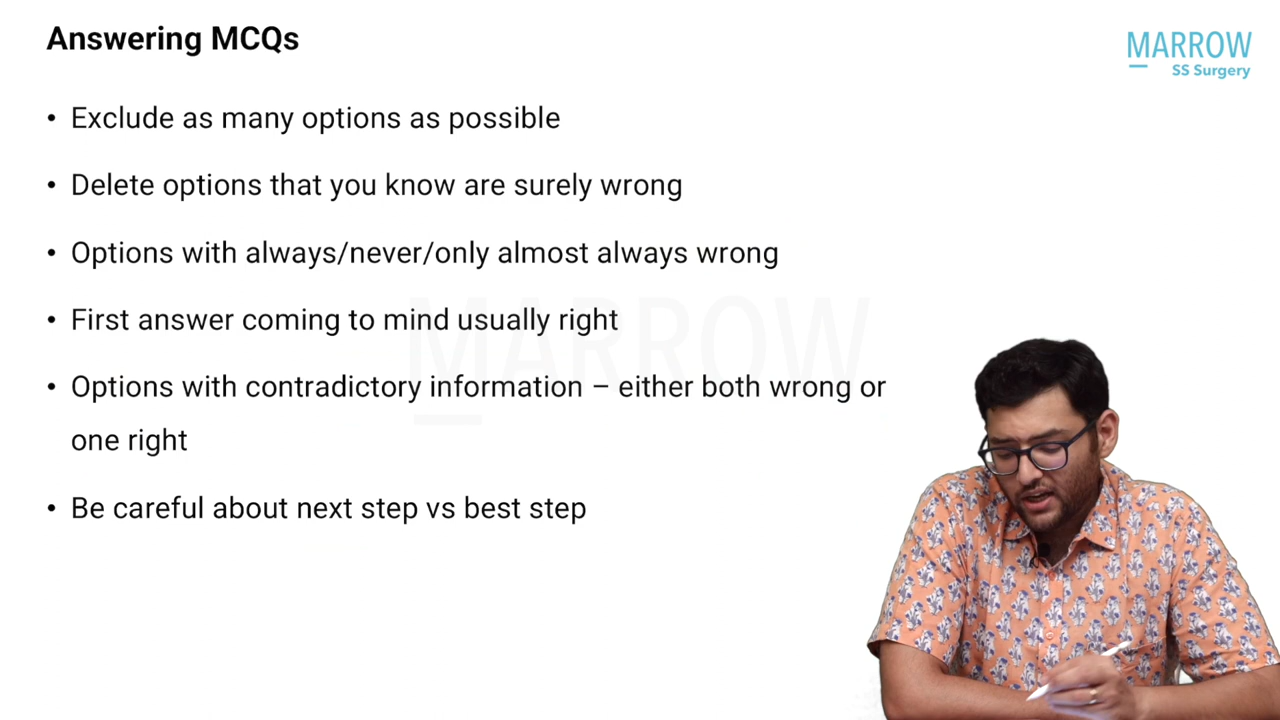 Answering MCQs
MARROW
SS Surgery
• Exclude as many options as possible
• Delete options that you know are surely wrong
• Options with always/never/only almost always wrong
• First answer coming to mind usually right
• Options with contradictory information – either both wrong or
one right
• Be careful about next step vs best step
MARROW